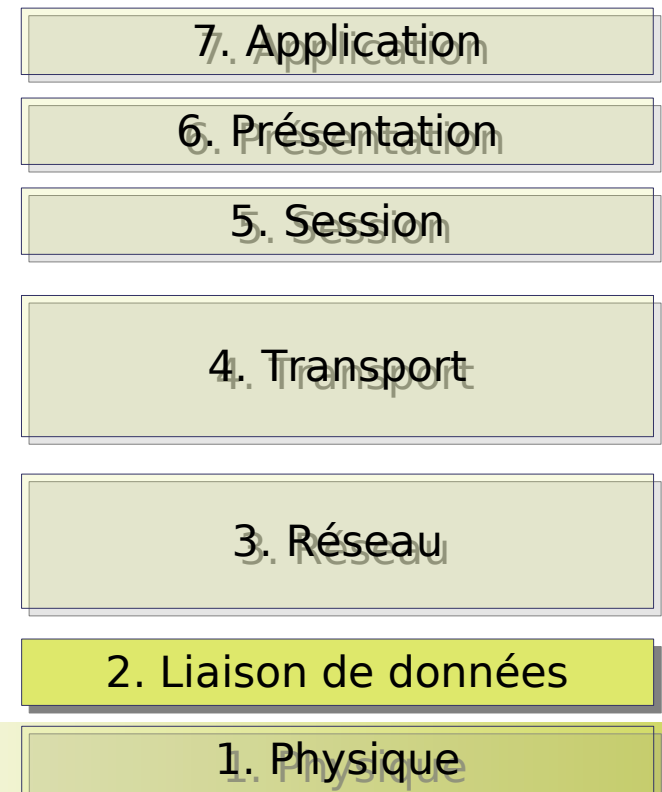 7. Application
6. Présentation
5. Session
4. Transport
3. Réseau
2. Liaison de données
1. Physique